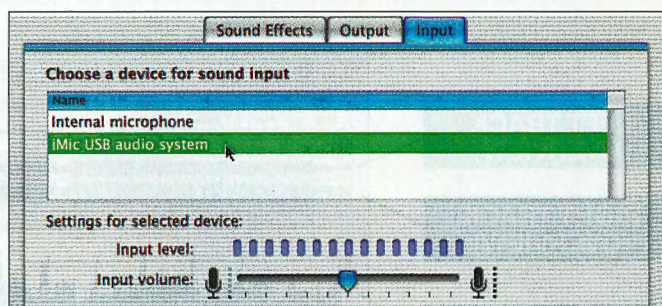 Sound Effects Output Input
Choose a device for sound input
Name
Internal microphone
iMic USB audio system
Settings for selected device:
Input level:
Input volume: